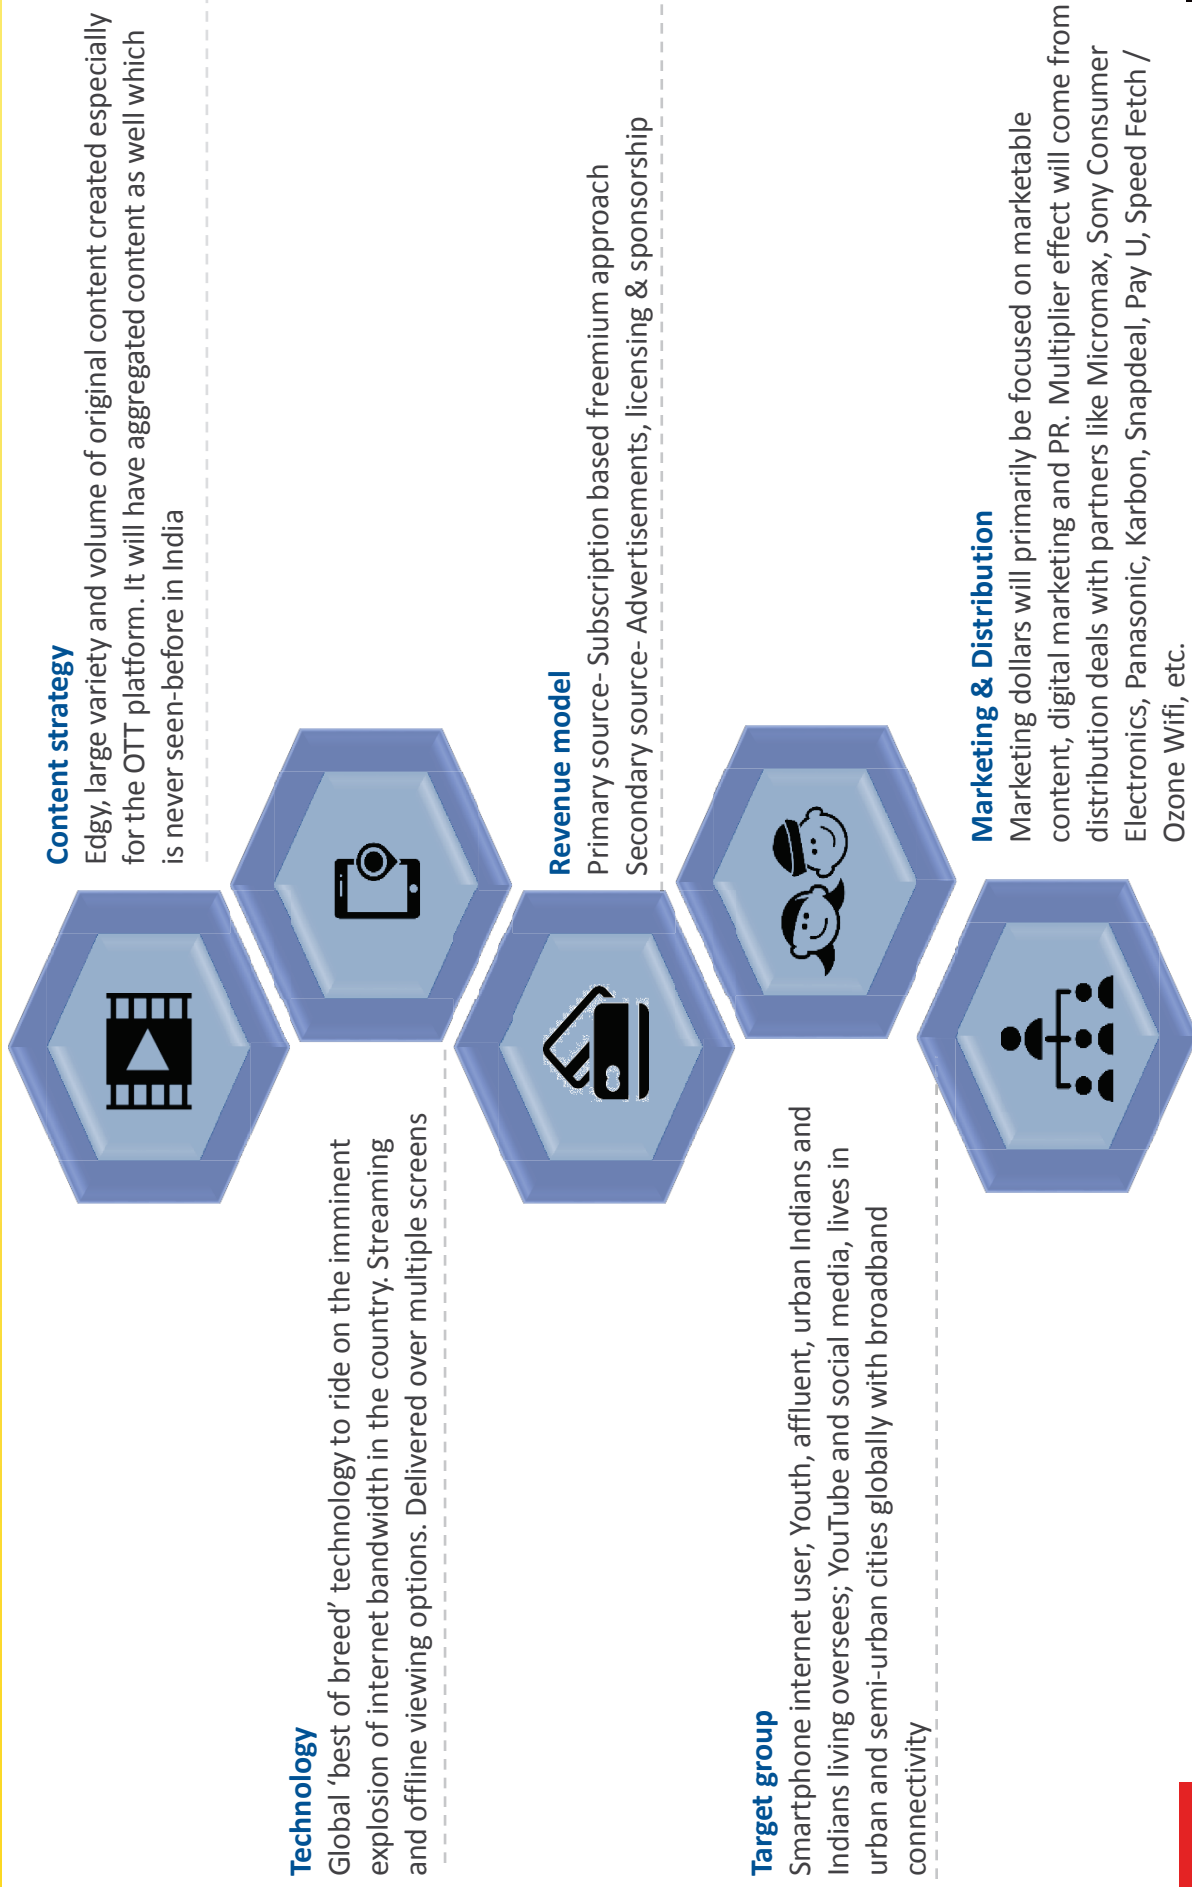 Content strategy
Edgy, large variety and volume of original content created especially
for the OTT platform. It will have aggregated content as well which
is never seen-before in India
Technology
Global ‘best of breed’ technology to ride on the imminent
explosion of internet bandwidth in the country. Streaming
and offline viewing options. Delivered over multiple screens
Revenue model
Primary source- Subscription based freemium approach
Secondary source- Advertisements, licensing & sponsorship
Target group
Smartphone internet user, Youth, affluent, urban Indians and
Indians living oversees; YouTube and social media, lives in
urban and semi-urban cities globally with broadband
connectivity
Marketing & Distribution
Marketing dollars will primarily be focused on marketable
content, digital marketing and PR. Multiplier effect will come from
distribution deals with partners like Micromax, Sony Consumer
Electronics, Panasonic, Karbon, Snapdeal, Pay U, Speed Fetch /
Ozone Wifi, etc.